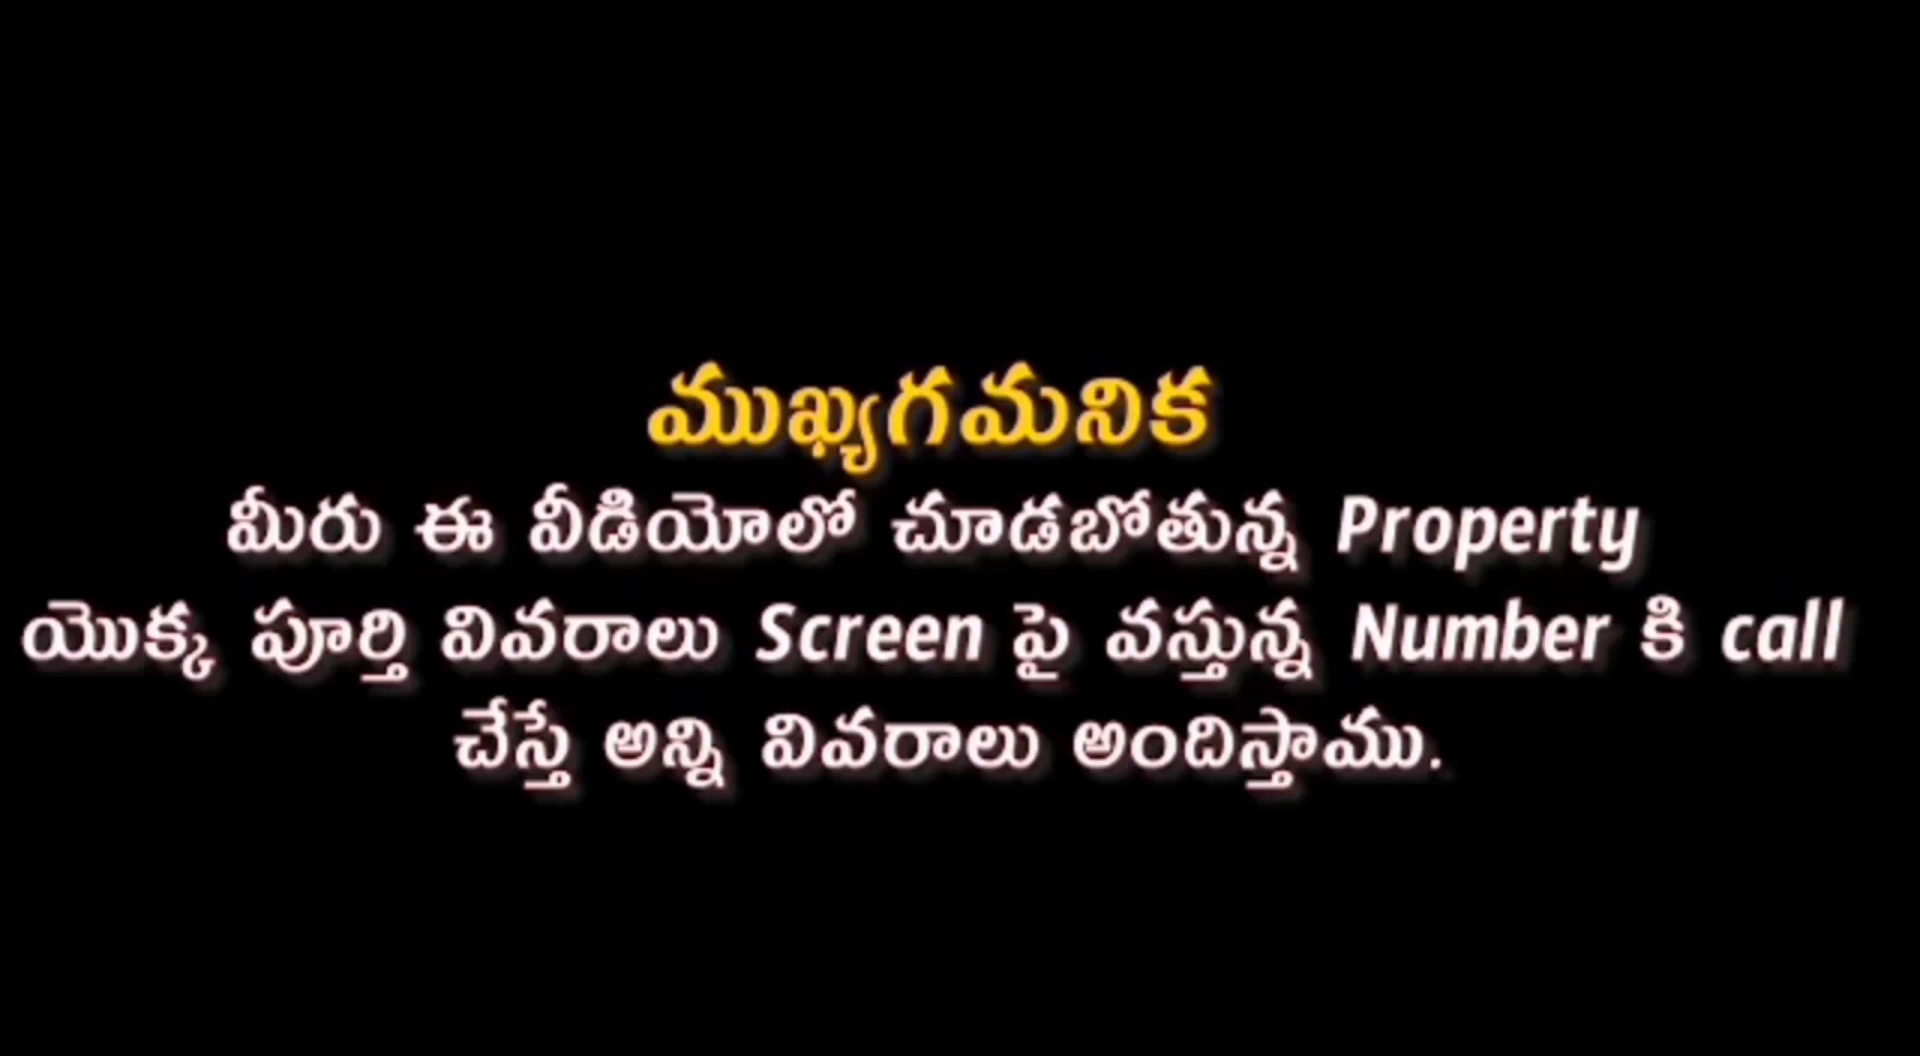 ముఖ్యగమనిక
మీరు ఈ వీడియోలో చూడబోతున్న Property
యొక్క పూర్తి వివరాలు Screen పై వస్తున్న Number కి call
చేస్తే అన్ని వివరాలు అందిస్తాము.